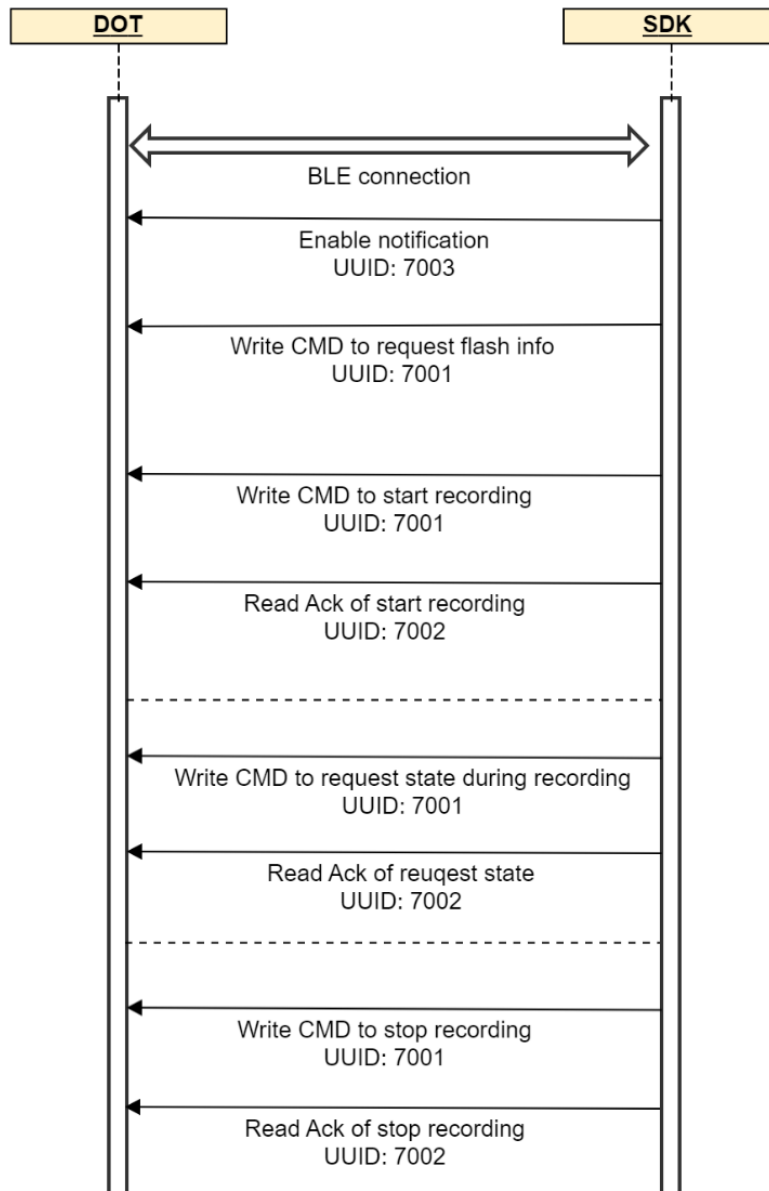 DOT
SDK
BLE connection
Enable notification
UUID: 7003
Write CMD to request flash info
UUID: 7001
Write CMD to start recording
UUID: 7001
Read Ack of start recording
UUID: 7002
Write CMD to request state during recording
UUID: 7001
Read Ack of reuqest state
UUID: 7002
Write CMD to stop recording
UUID: 7001
Read Ack of stop recording
UUID: 7002